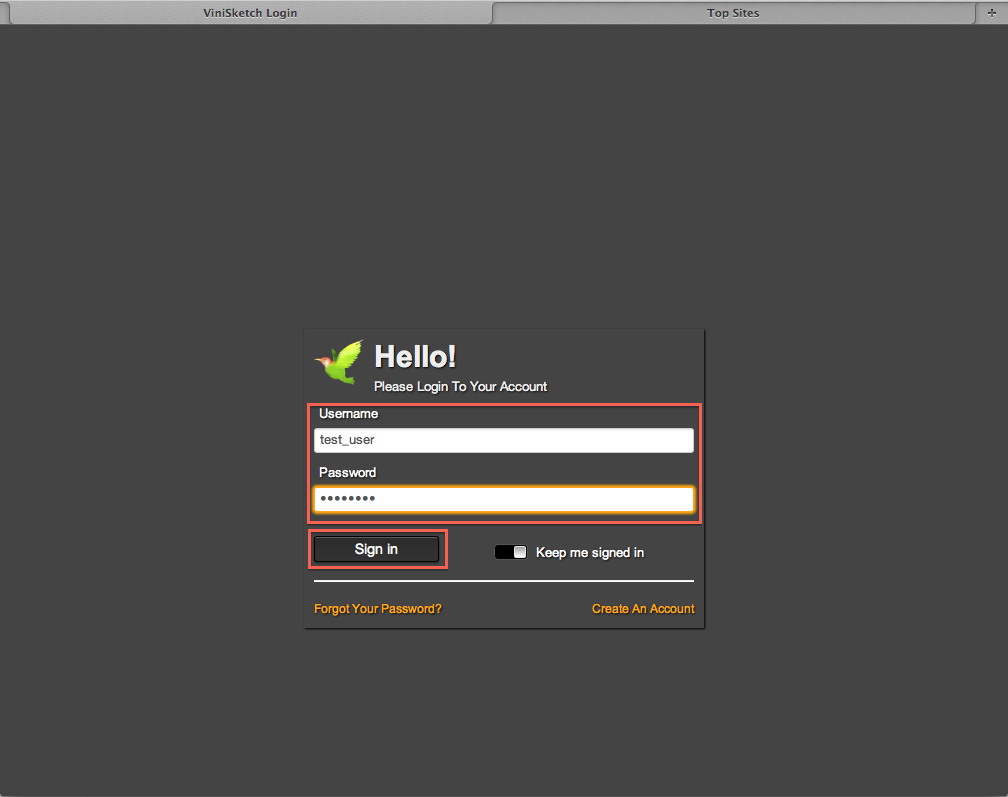 ViniSketch Login
Top Sites
Hello!
Please Login To Your Account
Username
test_user
Password
••••••••
Sign in
Keep me signed in
Forgot Your Password?
Create An Account